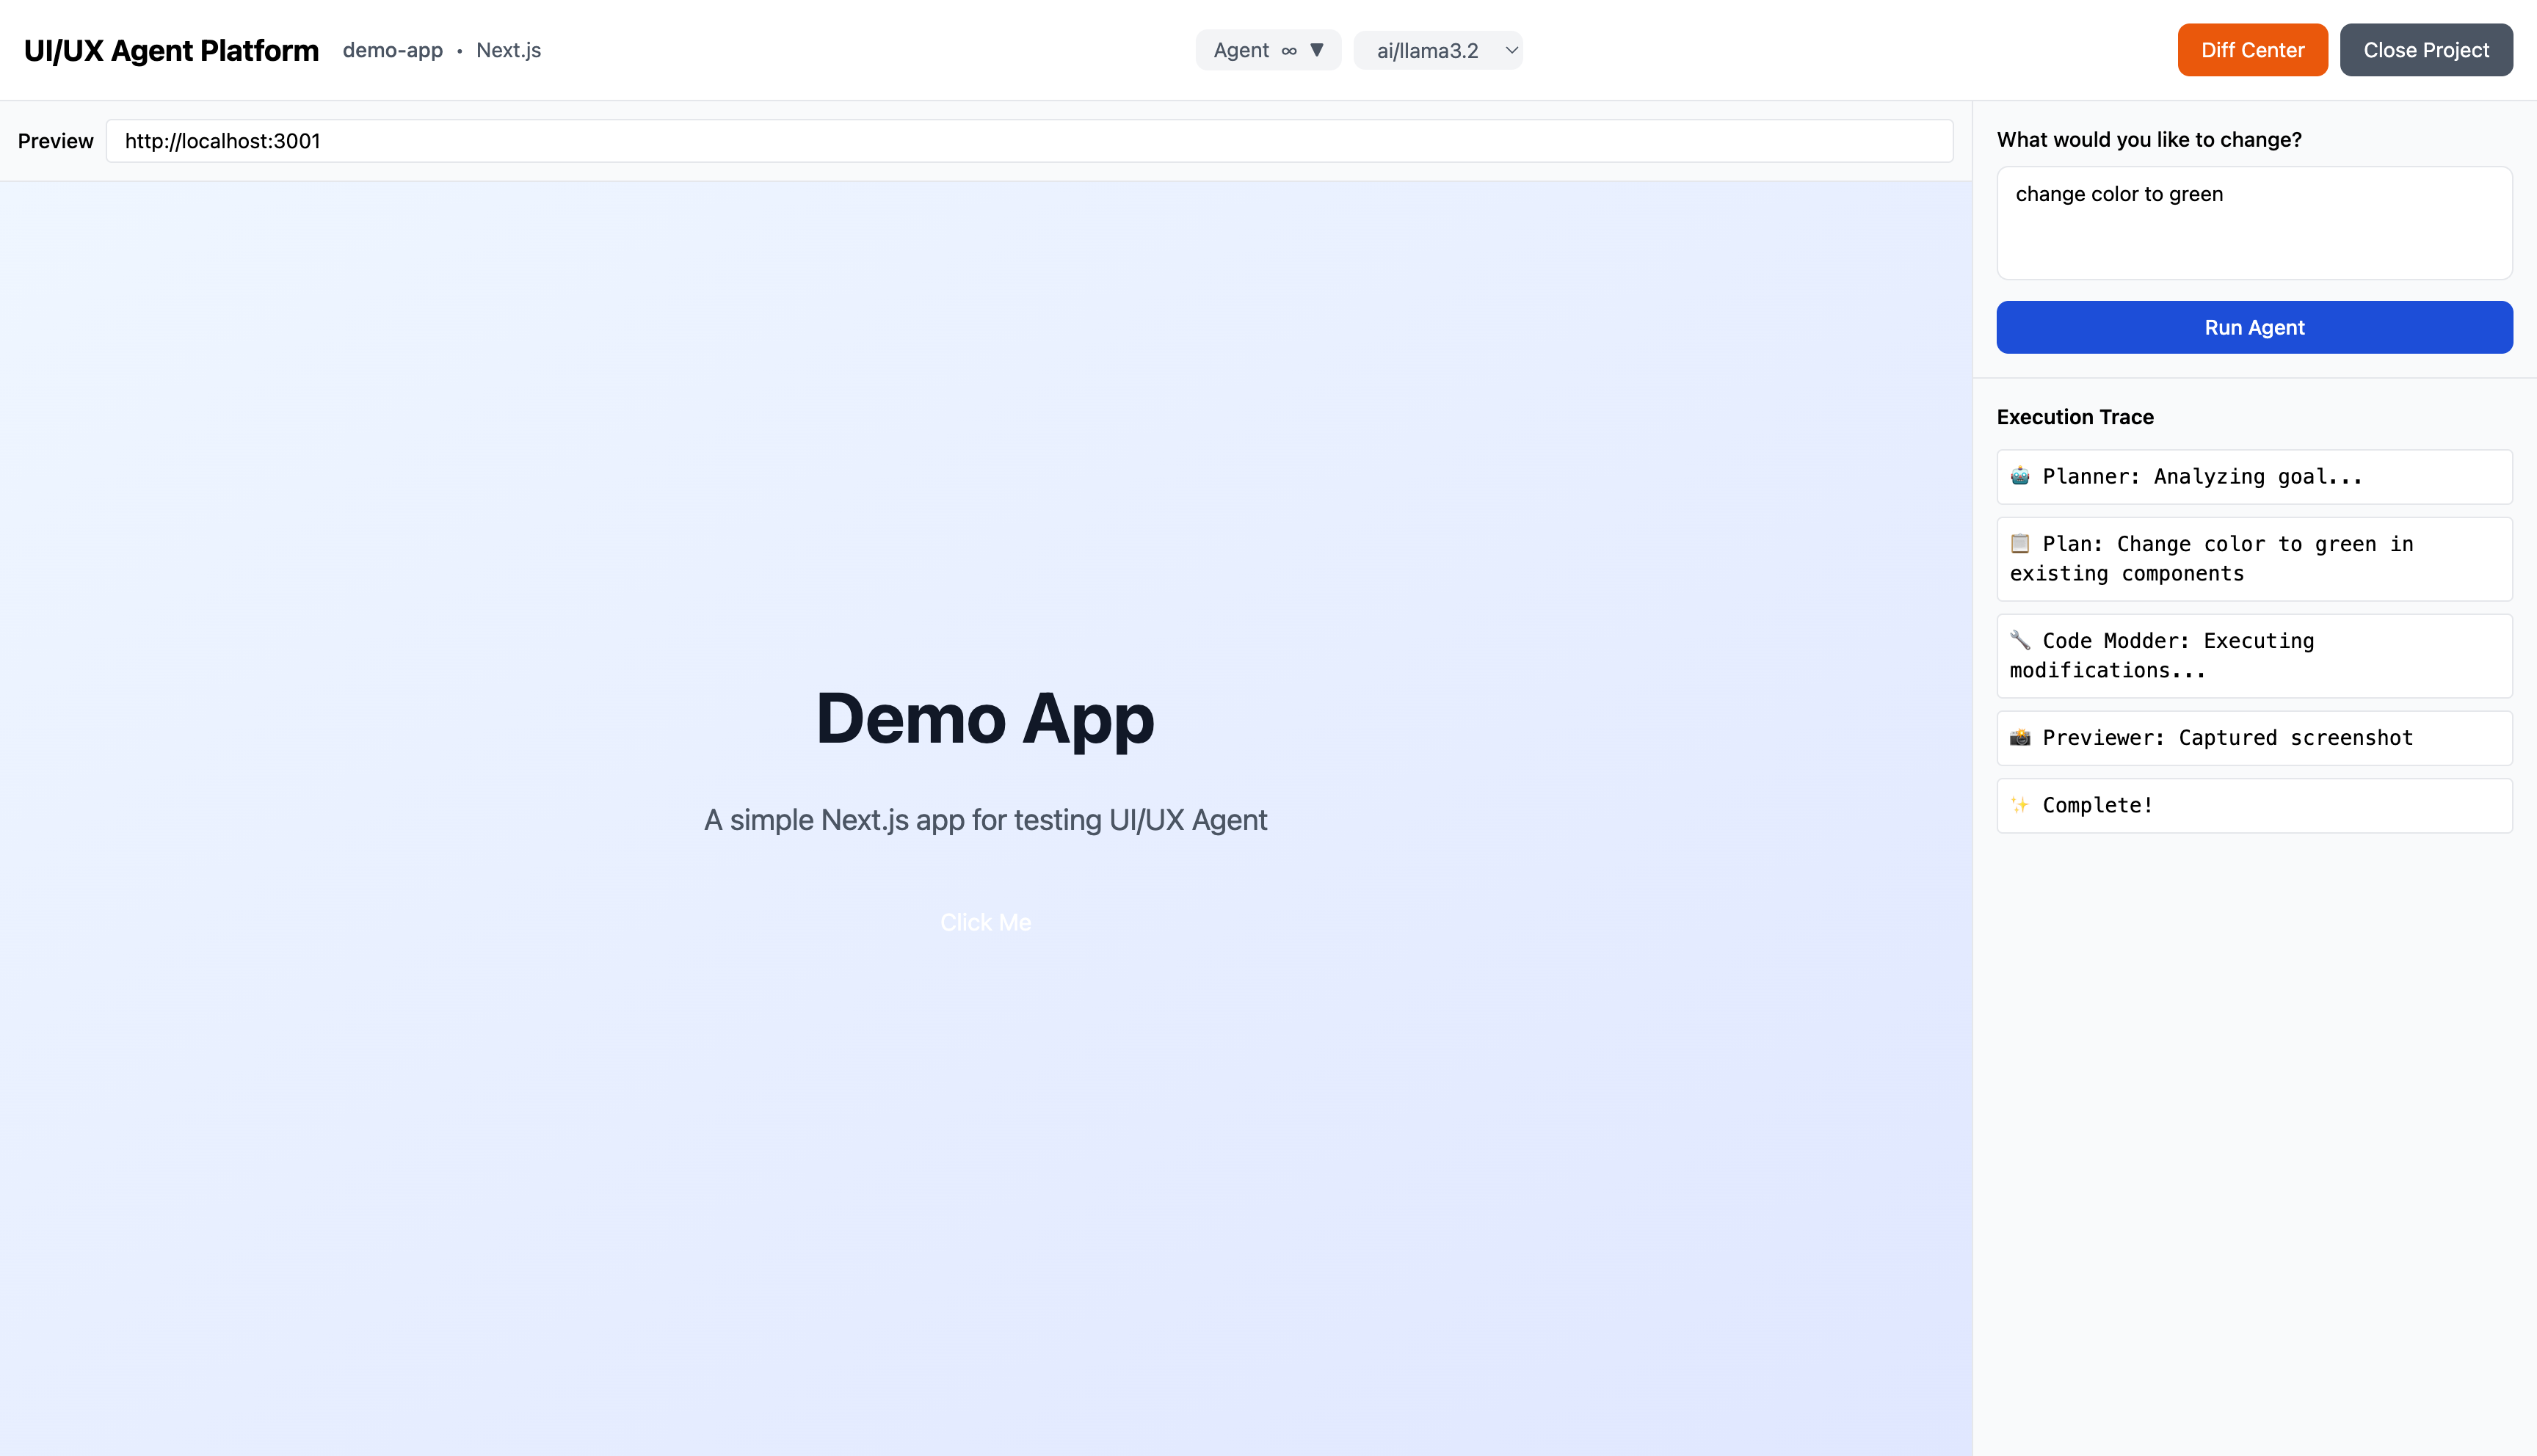 UI/UX Agent Platform demo-app • Next.js
Agent ∞ ▼
ai/llama3.2
Diff Center
Close Project
Preview
http://localhost:3001
Demo App
A simple Next.js app for testing UI/UX Agent
Click Me
What would you like to change?
change color to green
Run Agent
Execution Trace
🤖 Planner: Analyzing goal...
📋 Plan: Change color to green in
existing components
🔧 Code Modder: Executing
modifications...
📸 Previewer: Captured screenshot
✨ Complete!